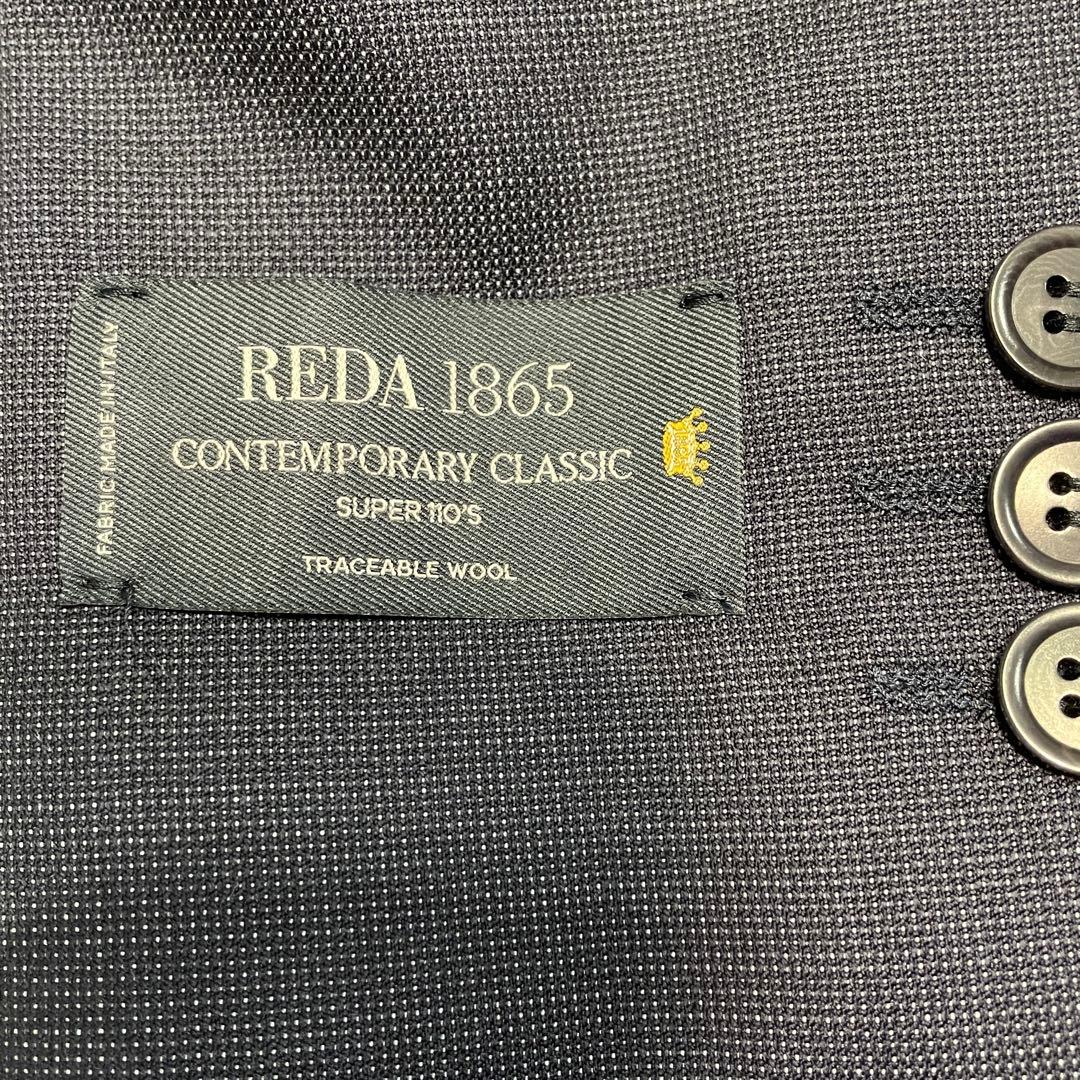 REDA 1865
CONTEMPORARY CLASSIC
SUPER 110'S
TRACEABLE WOOL
FABRIC MADE IN ITALY